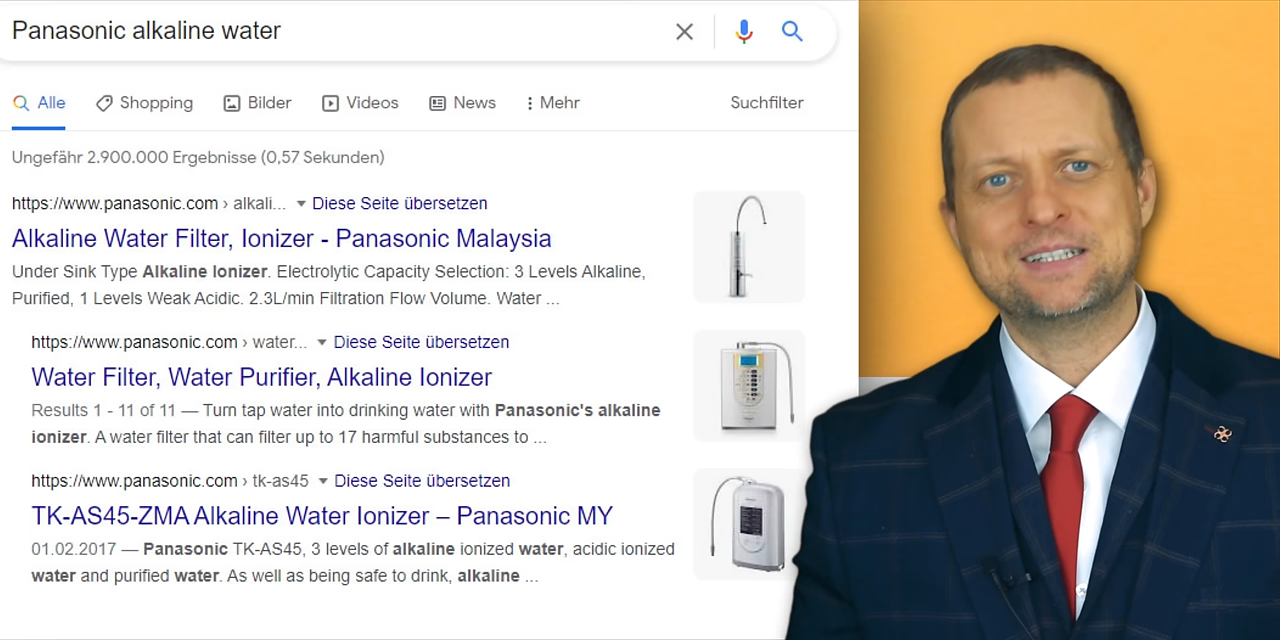 Panasonic alkaline water
Alle Shopping Bilder Videos News Mehr Suchfilter
Ungefähr 2.900.000 Ergebnisse (0,57 Sekunden)
https://www.panasonic.com › alkali... Diese Seite übersetzen
Alkaline Water Filter, Ionizer - Panasonic Malaysia
Under Sink Type Alkaline Ionizer. Electrolytic Capacity Selection: 3 Levels Alkaline,
Purified, 1 Levels Weak Acidic. 2.3L/min Filtration Flow Volume. Water ...
https://www.panasonic.com › water... Diese Seite übersetzen
Water Filter, Water Purifier, Alkaline Ionizer
Results 1 - 11 of 11 — Turn tap water into drinking water with Panasonic's alkaline
ionizer. A water filter that can filter up to 17 harmful substances to ...
https://www.panasonic.com › tk-as45 Diese Seite übersetzen
TK-AS45-ZMA Alkaline Water Ionizer – Panasonic MY
01.02.2017 — Panasonic TK-AS45, 3 levels of alkaline ionized water, acidic ionized
water and purified water. As well as being safe to drink, alkaline ...